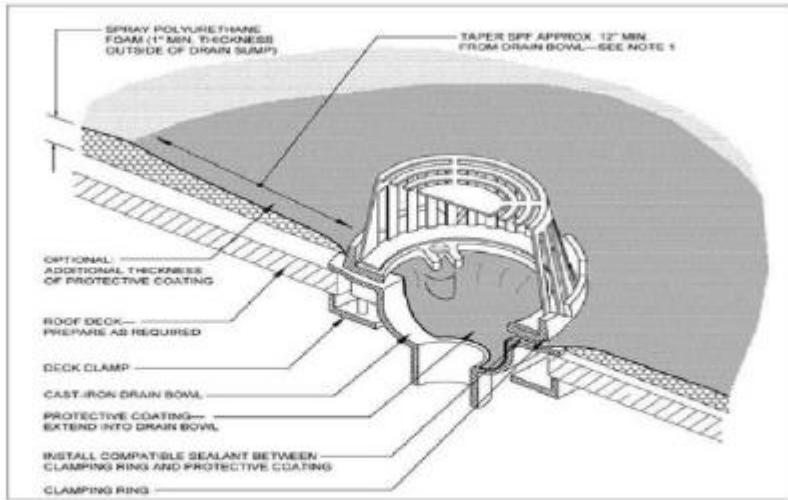 SPRAY POLYURETHANE
FOAM (1" MIN. THICKNESS
OUTSIDE OF DRAIN SUMP)
TAPER SPF APPROX. 12" MIN.
FROM DRAIN BOWL—SEE NOTE 1
OPTIONAL:
ADDITIONAL THICKNESS
OF PROTECTIVE COATING
ROOF DECK—
PREPARE AS REQUIRED
DECK CLAMP
CAST-IRON DRAIN BOWL
PROTECTIVE COATING—
EXTEND INTO DRAIN BOWL
INSTALL COMPATIBLE SEALANT BETWEEN
CLAMPING RING AND PROTECTIVE COATING
CLAMPING RING